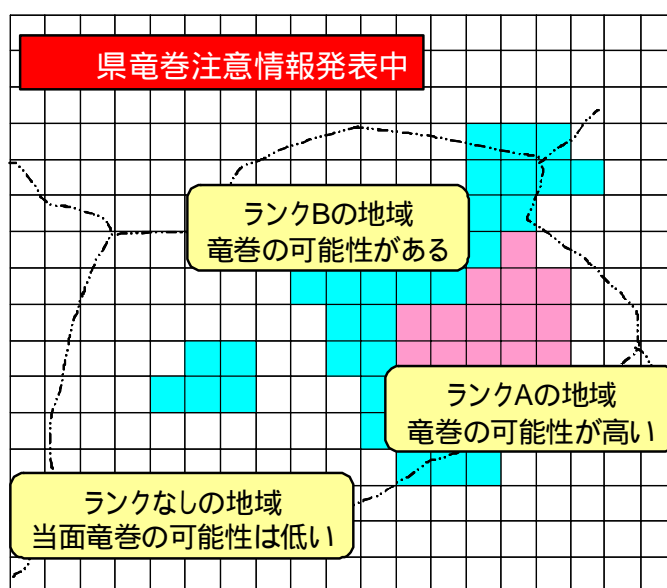 県竜巻注意情報発表中
ランクBの地域
竜巻の可能性がある
ランクAの地域
竜巻の可能性が高い
ランクなしの地域
当面竜巻の可能性は低い